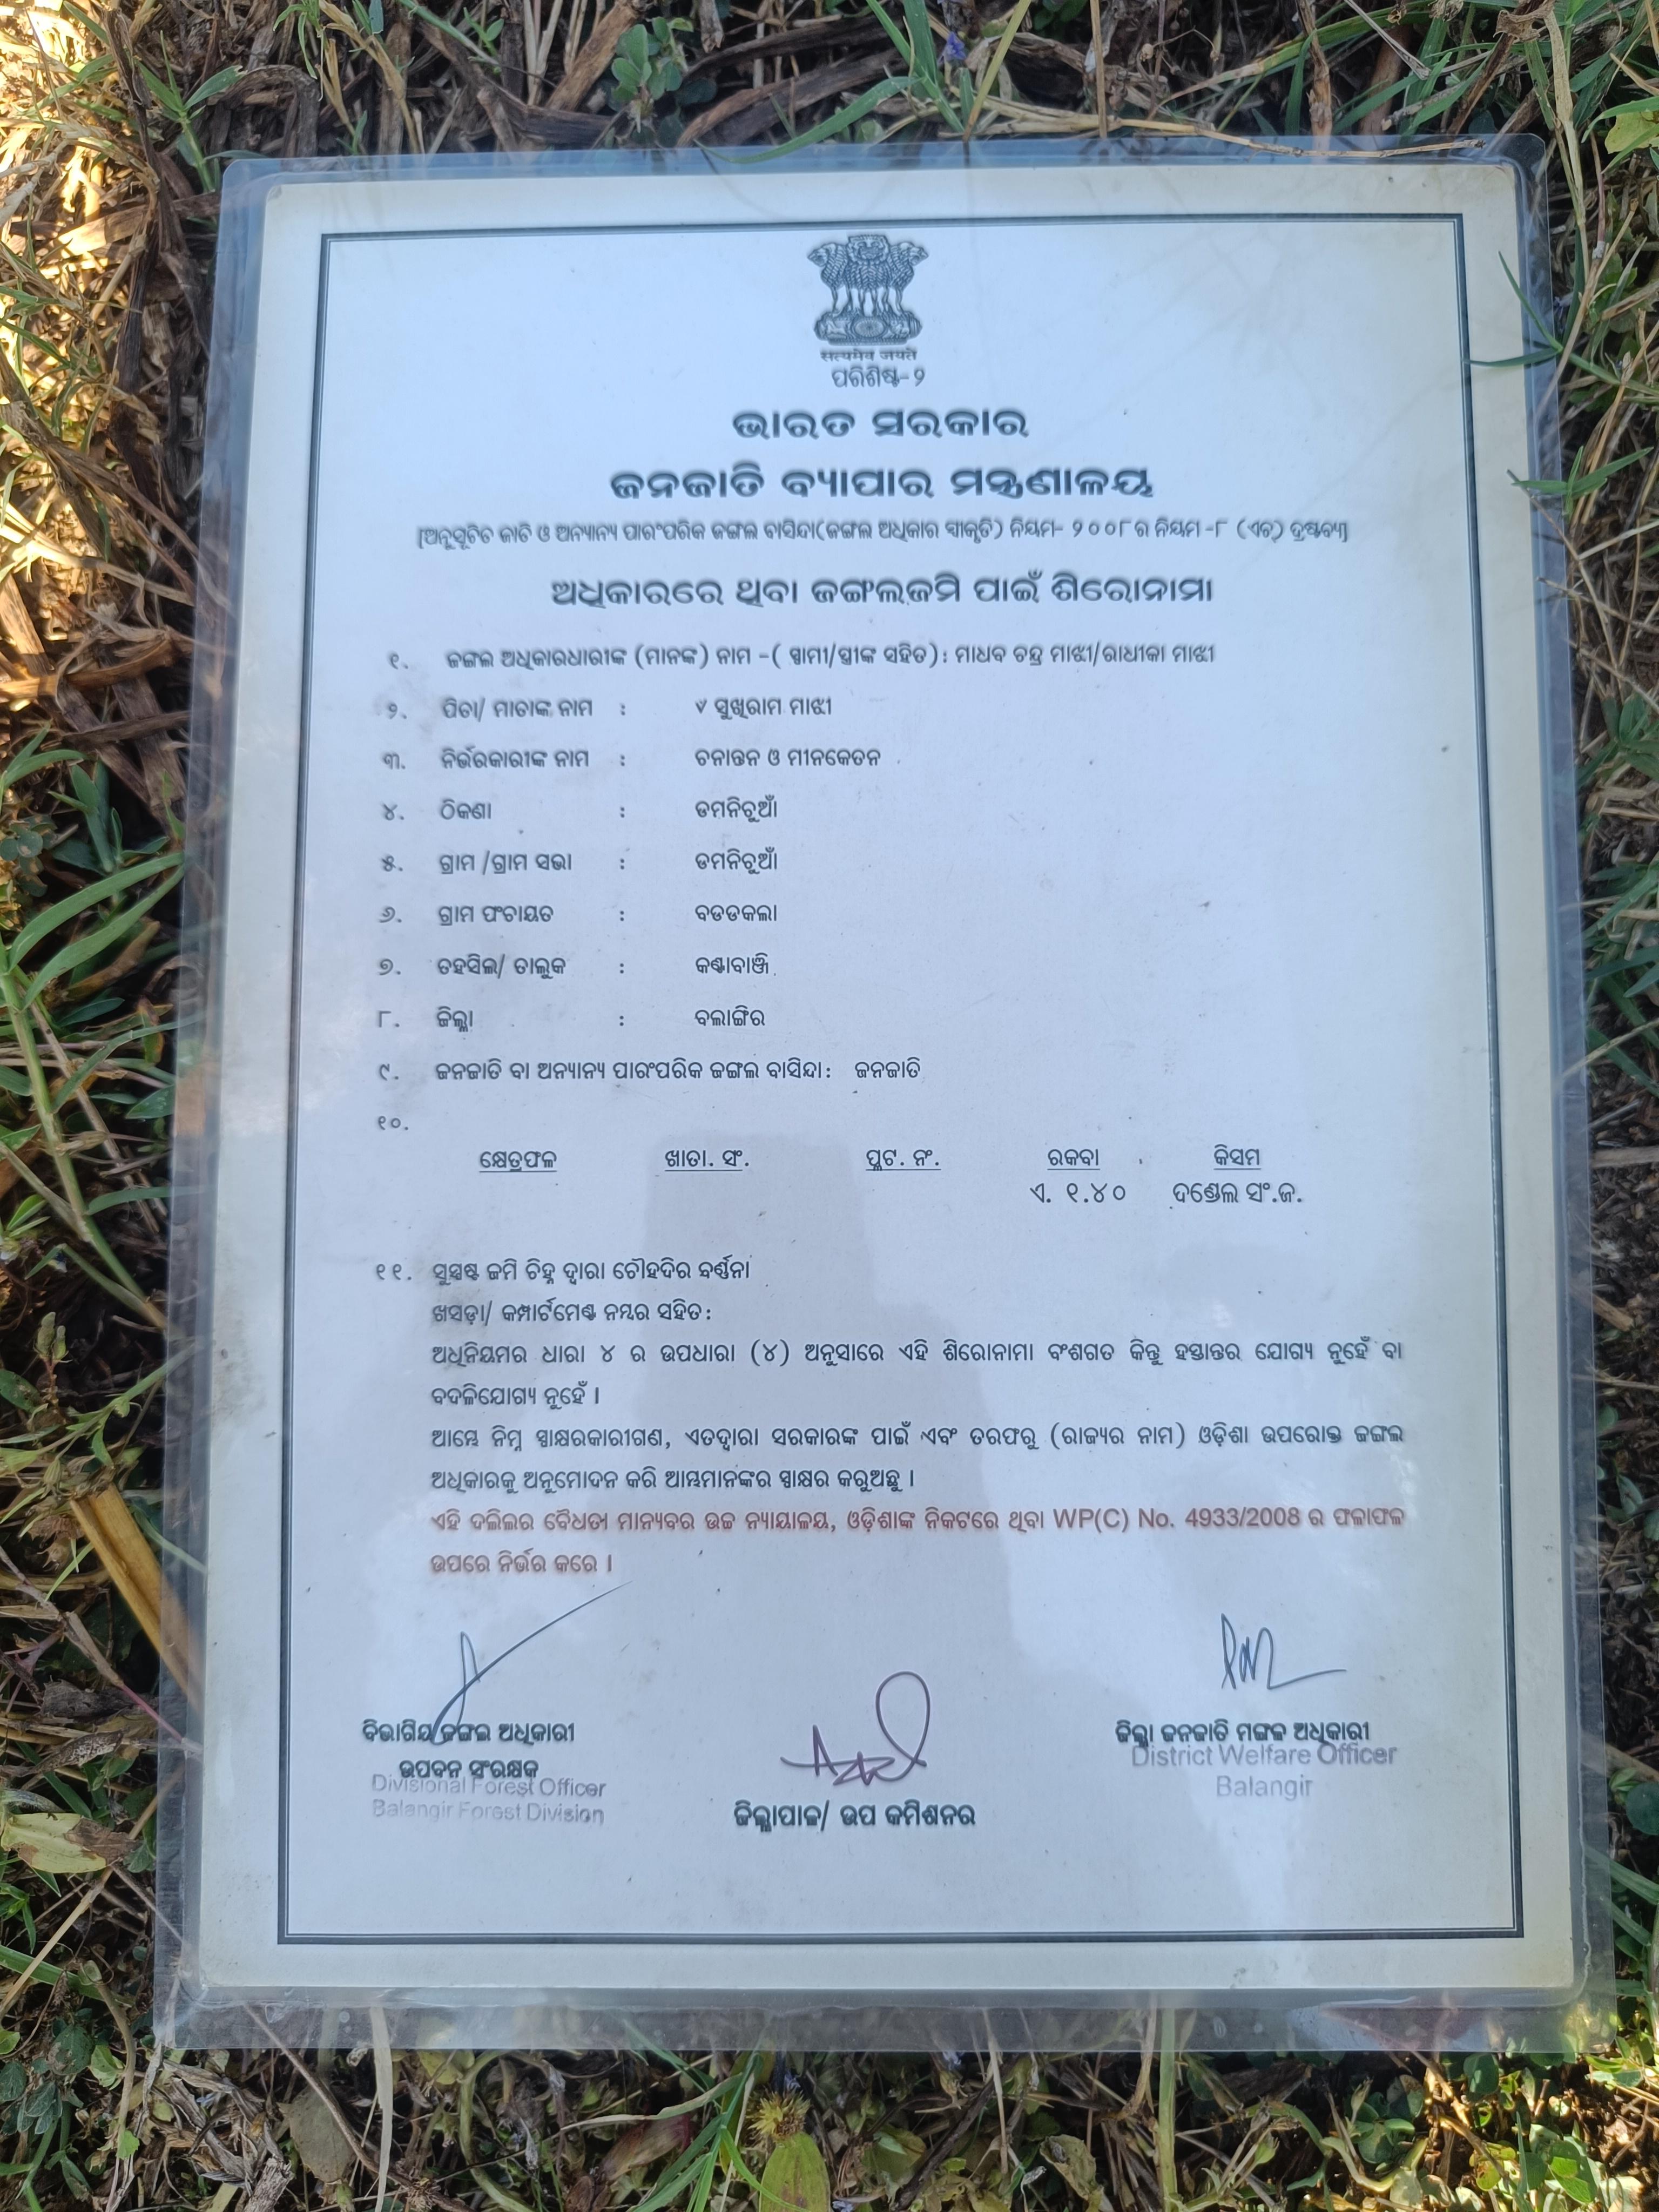 सत्यमेव जयते
ପରିଶିଷ୍ଟ-୨
ଭାରତ ସରକାର
ଜନଜାତି ବ୍ୟାପାର ମନ୍ତ୍ରଣାଳୟ
[ଅନୁସୂଚିତ ଜାତି ଓ ଅନ୍ୟାନ୍ୟ ପାରଂପରିକ ଜଙ୍ଗଲ ବାସିନ୍ଦା(ଜଙ୍ଗଲ ଅଧିକାର ସ୍ୱୀକୃତି) ନିୟମ- ୨୦୦୮ର ନିୟମ -୮ (ଏଚ୍) ଦ୍ରଷ୍ଟବ୍ୟ]
ଅଧିକାରରେ ଥିବା ଜଙ୍ଗଲଜମି ପାଇଁ ଶିରୋନାମା
୧. ଜଙ୍ଗଲ ଅଧିକାରଧାରୀଙ୍କ (ମାନଙ୍କ) ନାମ -( ସ୍ୱାମୀ/ସ୍ତ୍ରୀଙ୍କ ସହିତ): ମାଧବ ଚନ୍ଦ୍ର ମାଝୀ/ରାଧୀକା ମାଝୀ
୨. ପିତା/ ମାତାଙ୍କ ନାମ : ୰ ସୁଖିରାମ ମାଝୀ
୩. ନିର୍ଭରକାରୀଙ୍କ ନାମ : ଚନାତନ ଓ ମୀନକେତନ
୪. ଠିକଣା : ଡମନିଚୁଆଁ
୫. ଗ୍ରାମ /ଗ୍ରାମ ସଭା : ଡମନିଚୁଆଁ
୬. ଗ୍ରାମ ପଂଚାୟତ : ବଡଡକଲା
୭. ତହସିଲ/ ତାଲୁକ : କଣ୍ଟାବାଞ୍ଜି
୮. ଜିଲ୍ଲା : ବଲାଙ୍ଗିର
୯. ଜନଜାତି ବା ଅନ୍ୟାନ୍ୟ ପାରଂପରିକ ଜଙ୍ଗଲ ବାସିନ୍ଦା: ଜନଜାତି
୧୦.
କ୍ଷେତ୍ରଫଳ ଖାତା. ସଂ. ପ୍ଲଟ. ନଂ. ରକବା କିସମ
ଏ. ୧.୪୦ ଦଣ୍ଡେଲ ସଂ.ଜ.
୧୧. ସୁସ୍ପଷ୍ଟ ଜମି ଚିହ୍ନ ଦ୍ୱାରା ଚୌହଦିର ବର୍ଣ୍ଣନା
ଖସଡ଼ା/ କମ୍ପାର୍ଟମେଣ୍ଟ ନମ୍ବର ସହିତ:
ଅଧିନିୟମର ଧାରା ୪ ର ଉପଧାରା (୪) ଅନୁସାରେ ଏହି ଶିରୋନାମା ବଂଶଗତ କିନ୍ତୁ ହସ୍ତାନ୍ତର ଯୋଗ୍ୟ ନୁହେଁ ବା
ବଦଳିଯୋଗ୍ୟ ନୁହେଁ ।
ଆମ୍ଭେ ନିମ୍ନ ସ୍ୱାକ୍ଷରକାରୀଗଣ, ଏତଦ୍ୱାରା ସରକାରଙ୍କ ପାଇଁ ଏବଂ ତରଫରୁ (ରାଜ୍ୟର ନାମ) ଓଡ଼ିଶା ଉପରୋକ୍ତ ଜଙ୍ଗଲ
ଅଧିକାରକୁ ଅନୁମୋଦନ କରି ଆମ୍ଭମାନଙ୍କର ସ୍ୱାକ୍ଷର କରୁଅଛୁ ।
ଏହି ଦଲିଲର ବୈଧତା ମାନ୍ୟବର ଉଚ୍ଚ ନ୍ୟାୟାଳୟ, ଓଡ଼ିଶାଙ୍କ ନିକଟରେ ଥିବା WP(C) No. 4933/2008 ର ଫଳାଫଳ
ଉପରେ ନିର୍ଭର କରେ ।
ବିଭାଗିୟ ଜଙ୍ଗଲ ଅଧିକାରୀ
ଉପବନ ସଂରକ୍ଷକ
Divisional Forest Officer
Balangir Forest Division
ଜିଲ୍ଲାପାଳ/ ଉପ କମିଶନର
ଜିଲ୍ଲା ଜନଜାତି ମଙ୍ଗଳ ଅଧିକାରୀ
District Welfare Officer
Balangir